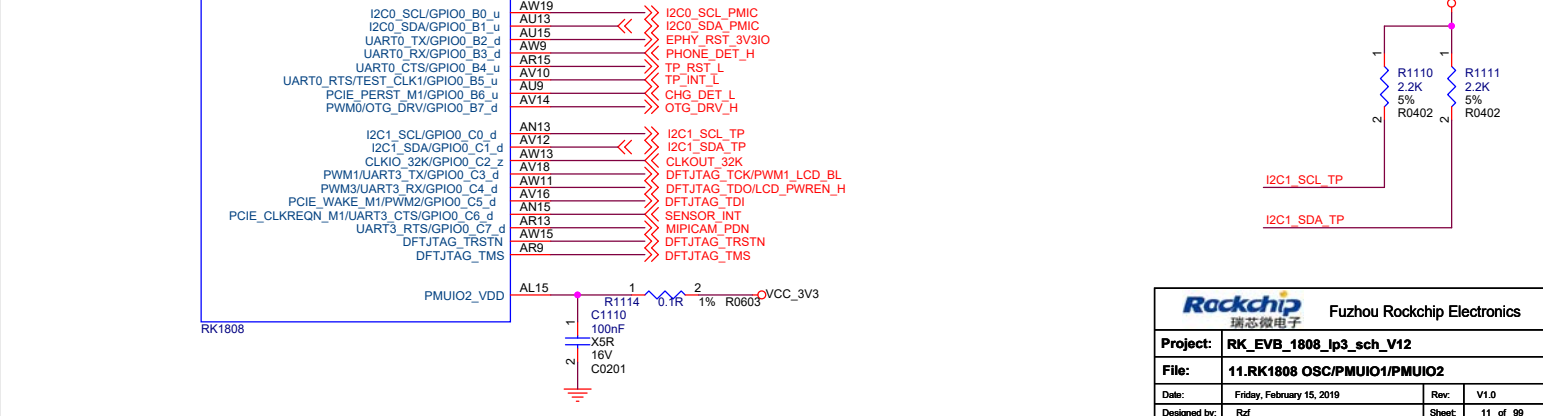 I2C0_SCL/GPIO0_B0_u AW19 I2C0_SCL_PMIC
I2C0_SDA/GPIO0_B1_u AU13 I2C0_SDA_PMIC
UART0_TX/GPIO0_B2_d AU15 EPHY_RST_3V3IO
UART0_RX/GPIO0_B3_d AW9 PHONE_DET_H
UART0_CTS/GPIO0_B4_u AR15 TP_RST_L
UART0_RTS/TEST_CLK1/GPIO0_B5_u AV10 TP_INT_L
PCIE_PERST_M1/GPIO0_B6_u AU9 CHG_DET_L
PWM0/OTG_DRV/GPIO0_B7_d AV14 OTG_DRV_H
I2C1_SCL/GPIO0_C0_d AN13 I2C1_SCL_TP
I2C1_SDA/GPIO0_C1_d AV12 I2C1_SDA_TP
CLKIO_32K/GPIO0_C2_z AW13 CLKOUT_32K
PWM1/UART3_TX/GPIO0_C3_d AV18 DFTJTAG_TCK/PWM1_LCD_BL
PWM3/UART3_RX/GPIO0_C4_d AW11 DFTJTAG_TDO/LCD_PWREN_H
PCIE_WAKE_M1/PWM2/GPIO0_C5_d AV16 DFTJTAG_TDI
PCIE_CLKREQN_M1/UART3_CTS/GPIO0_C6_d AN15 SENSOR_INT
UART3_RTS/GPIO0_C7_d AR13 MIPICAM_PDN
DFTJTAG_TRSTN AW15 DFTJTAG_TRSTN
DFTJTAG_TMS AR9 DFTJTAG_TMS
PMUIO2_VDD AL15 1 2 VCC_3V3
R1114 0.1R 1% R0603
RK1808
C1110
1 100nF
X5R
2 16V
C0201
1 1
R1110 R1111
2.2K 2.2K
5% 5%
R0402 R0402
2 2
I2C1_SCL_TP
I2C1_SDA_TP
Rockchip
瑞芯微电子
Fuzhou Rockchip Electronics
Project: RK_EVB_1808_lp3_sch_V12
File: 11.RK1808 OSC/PMUIO1/PMUIO2
Date: Friday, February 15, 2019 Rev: V1.0
Designed by: Rzf Sheet: 11 of 99